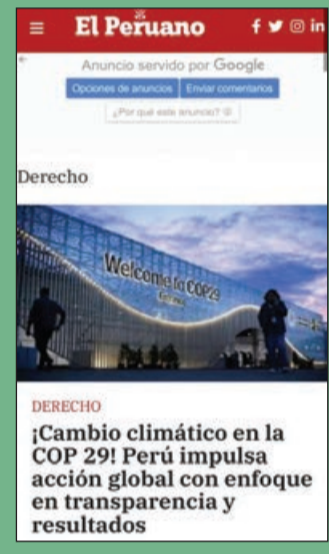 El Peruano
Anuncio servido por Google
Opciones de anuncios Enviar comentarios
¿Por qué este anuncio?
Derecho
Welcome to COP29
DERECHO
¡Cambio climático en la
COP 29! Perú impulsa
acción global con enfoque
en transparencia y
resultados